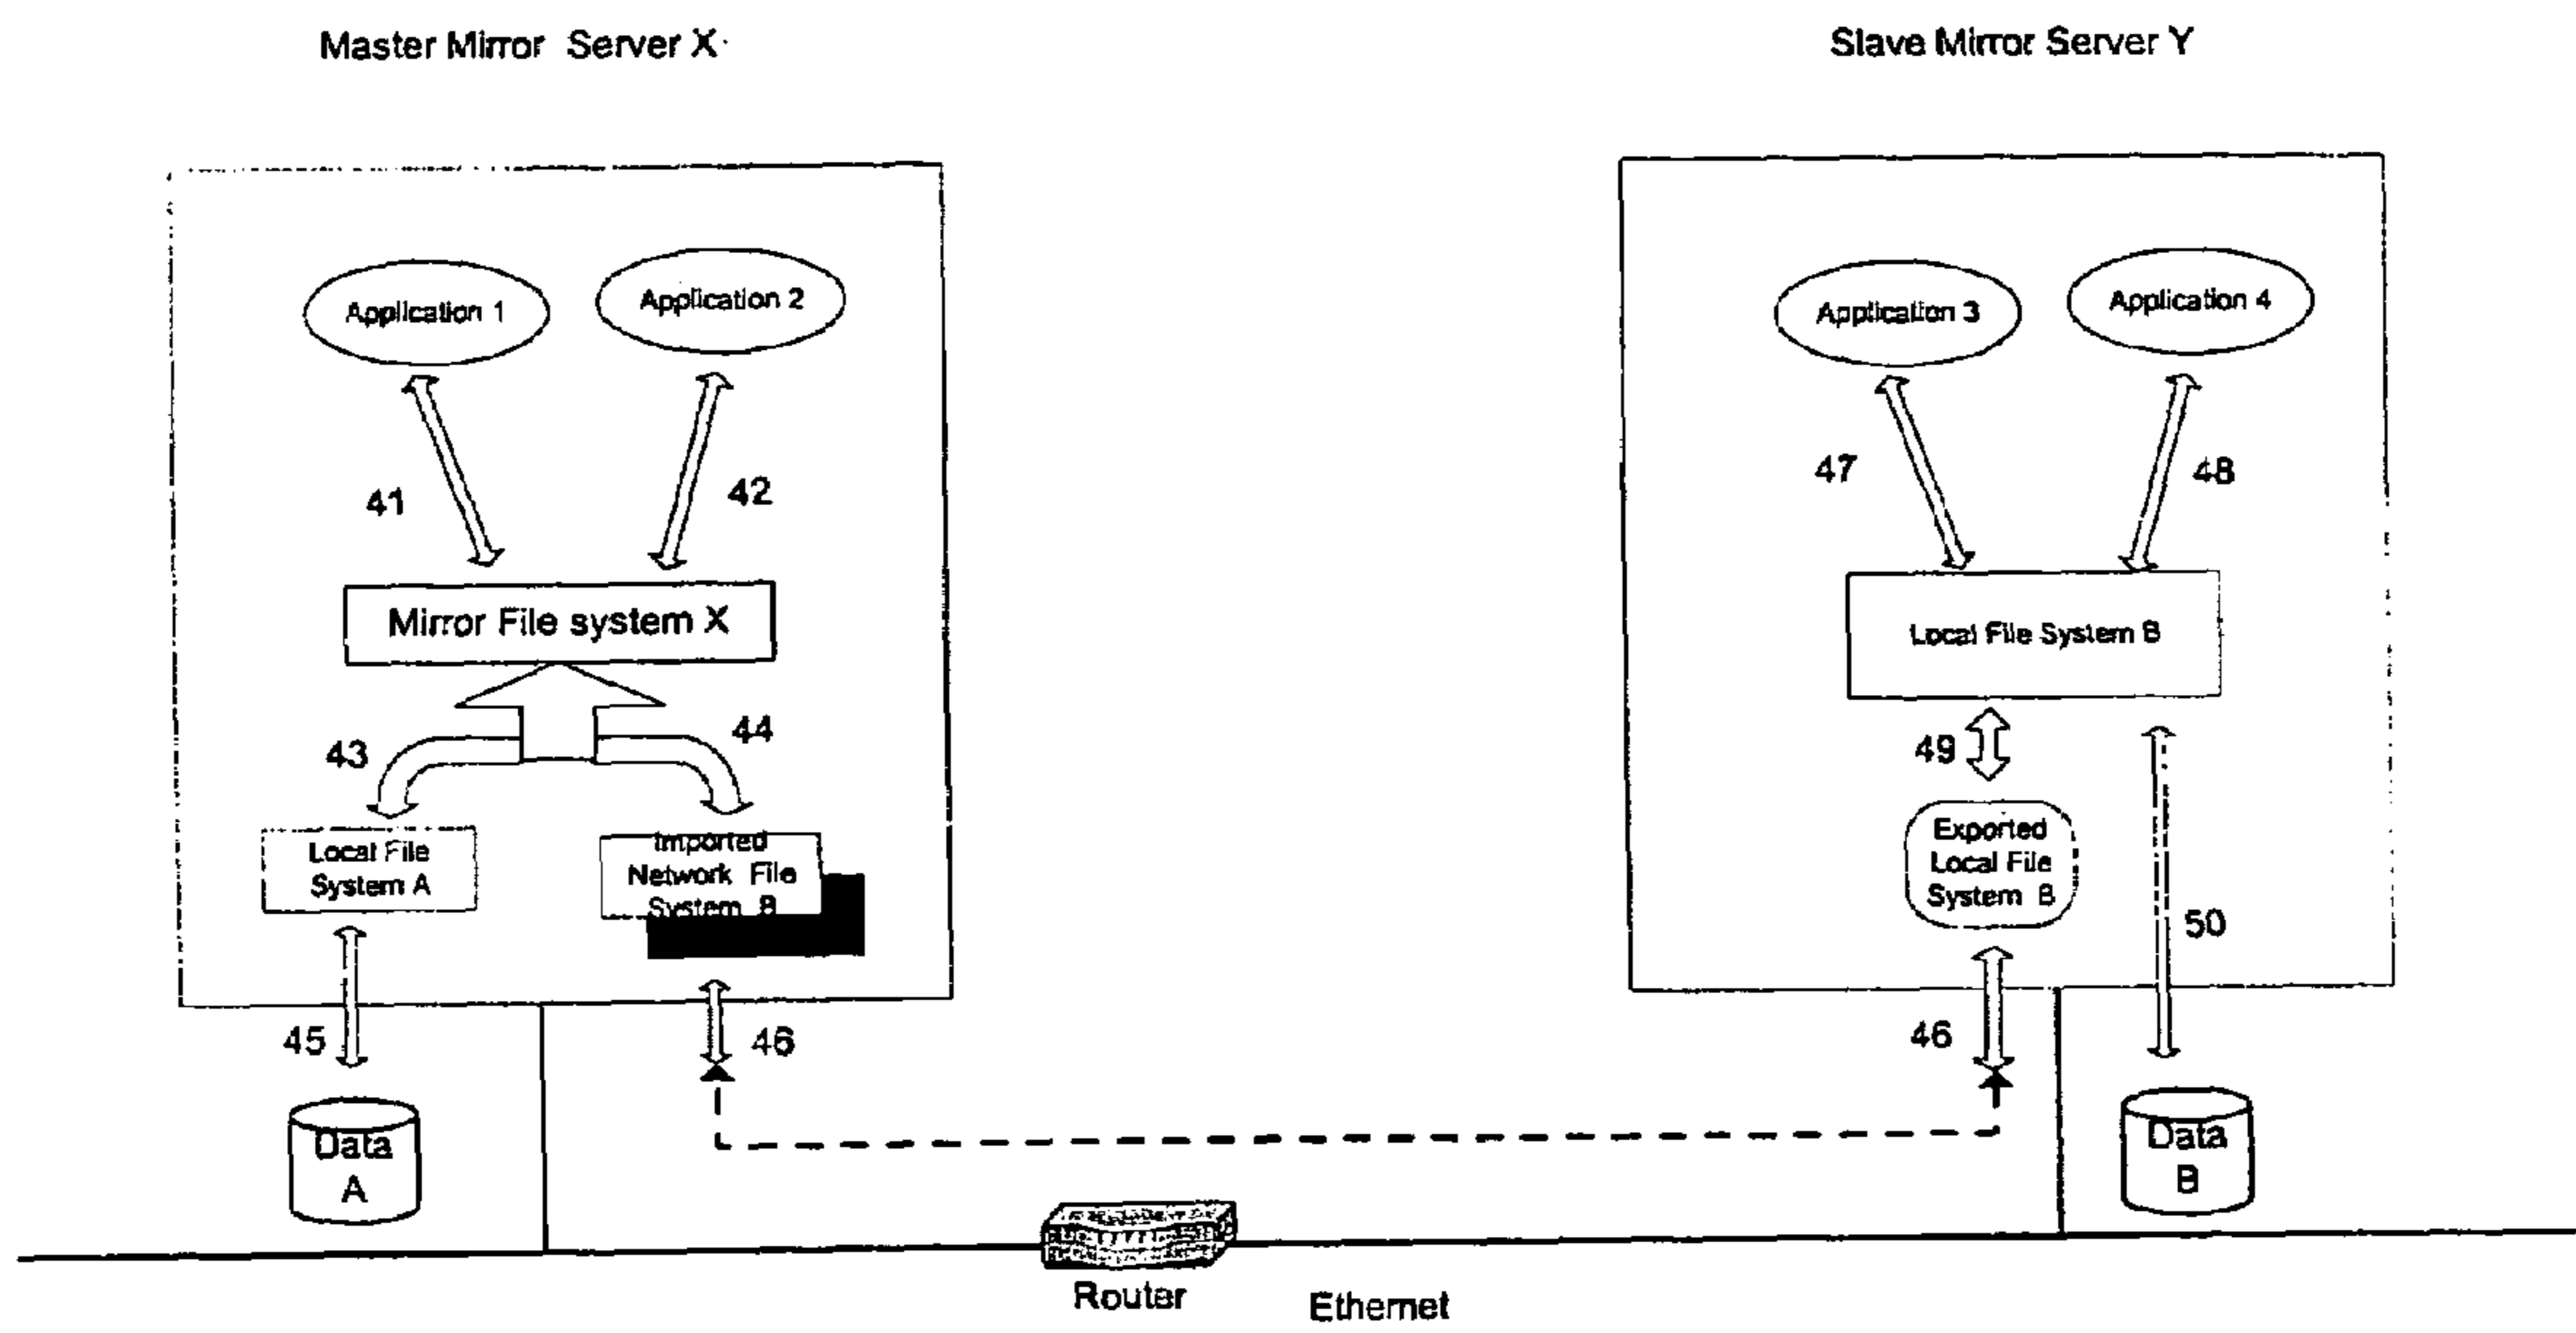 Master Mirror Server X
Slave Mirror Server Y
Application 1
Application 2
41
42
Mirror File system X
43
44
Local File
System A
Imported
Network File
System B
45
46
Data
A
Application 3
Application 4
47
48
Local File System B
49
Exported
Local File
System B
50
46
Data
B
Router
Ethernet